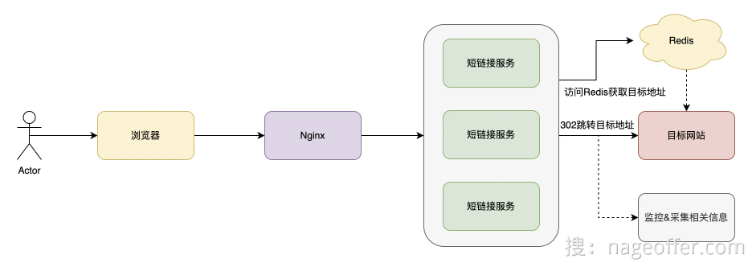 短链接服务
Redis
访问Redis获取目标地址
Actor
浏览器
Nginx
短链接服务
302跳转目标地址
目标网站
短链接服务
监控&采集相关信息
搜：nageoffer.com